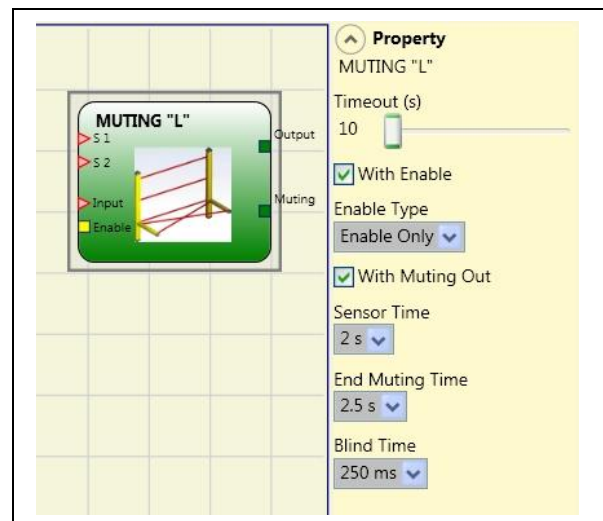 MUTING "L"
S 1
S 2
Input
Enable
Output
Muting
Property
MUTING "L"
Timeout (s)
10
With Enable
Enable Type
Enable Only
With Muting Out
Sensor Time
2 s
End Muting Time
2.5 s
Blind Time
250 ms